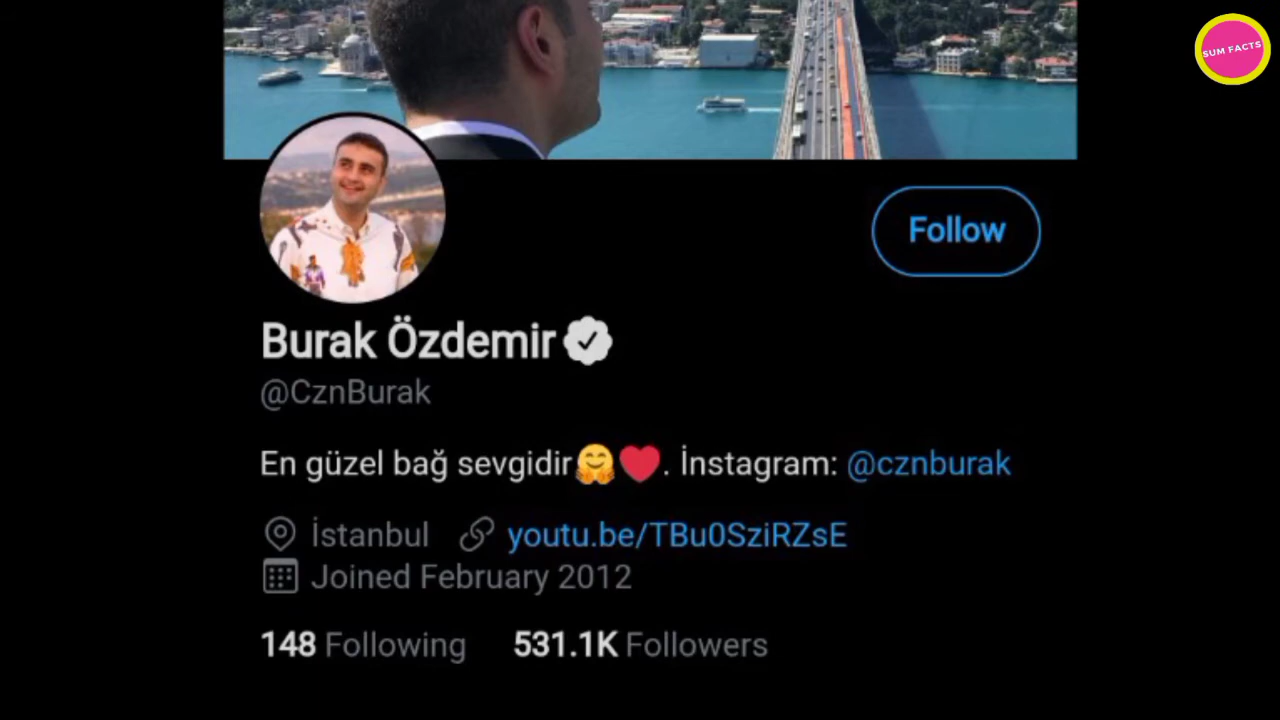 SUM FACTS
Follow
Burak Özdemir
@CznBurak
En güzel bağ sevgidir🤗❤️. İnstagram: @cznburak
İstanbul youtu.be/TBu0SziRZsE
Joined February 2012
148 Following 531.1K Followers